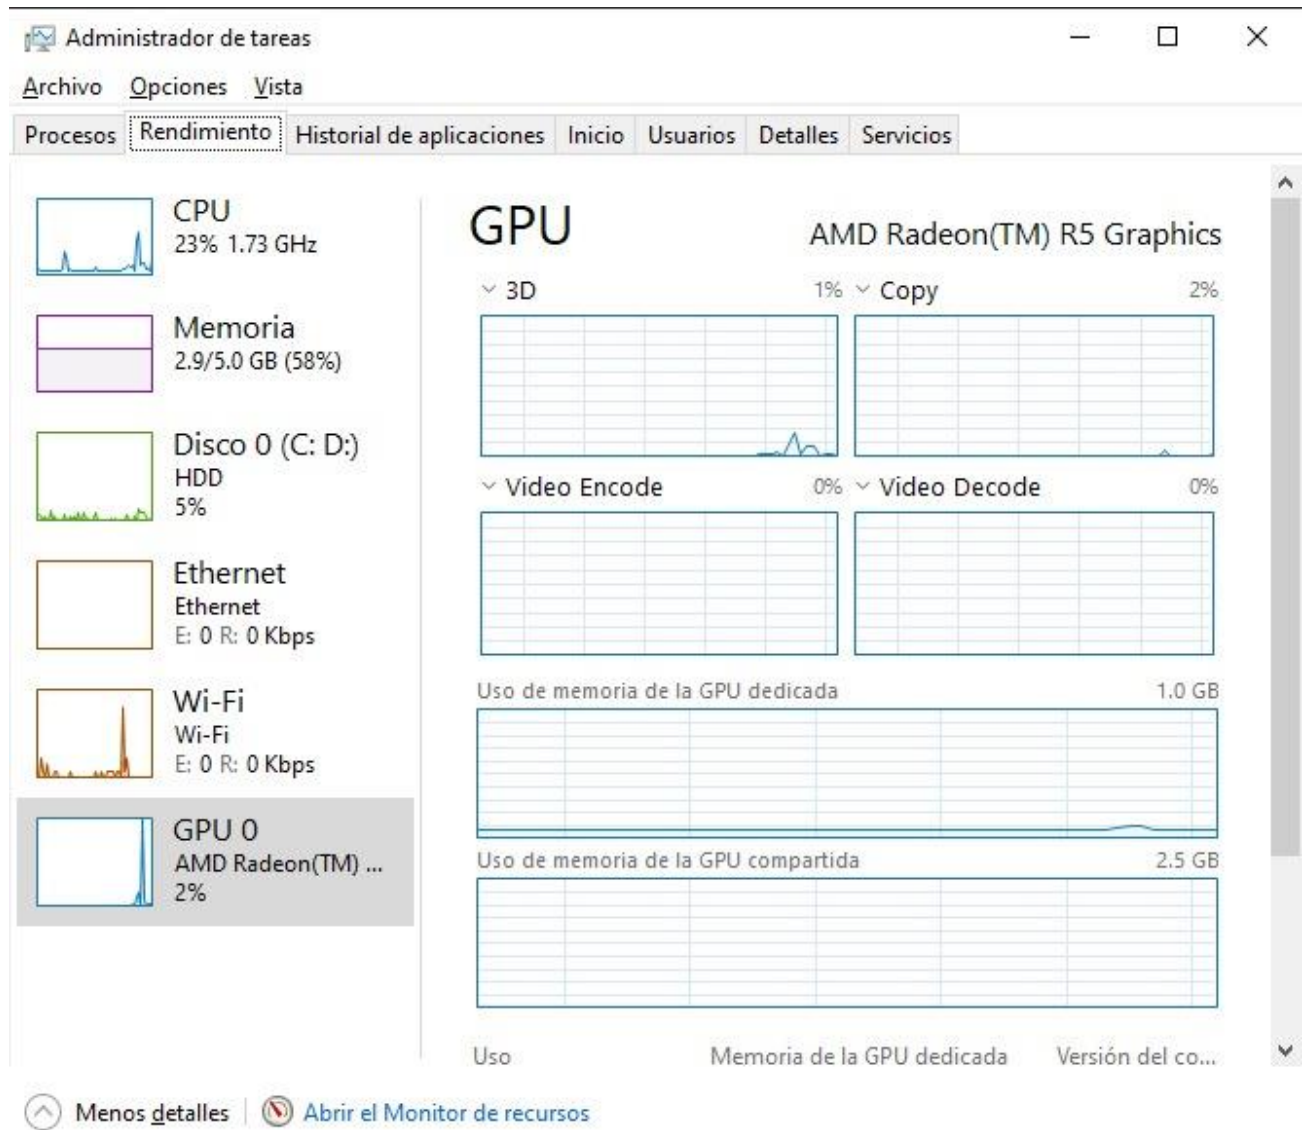 Administrador de tareas
Archivo Opciones Vista
Procesos Rendimiento Historial de aplicaciones Inicio Usuarios Detalles Servicios
CPU
23% 1.73 GHz
Memoria
2.9/5.0 GB (58%)
Disco 0 (C: D:)
HDD
5%
Ethernet
Ethernet
E: 0 R: 0 Kbps
Wi-Fi
Wi-Fi
E: 0 R: 0 Kbps
GPU 0
AMD Radeon(TM) ...
2%
GPU AMD Radeon(TM) R5 Graphics
3D 1% Copy 2%
Video Encode 0% Video Decode 0%
Uso de memoria de la GPU dedicada 1.0 GB
Uso de memoria de la GPU compartida 2.5 GB
Uso Memoria de la GPU dedicada Versión del co...
Menos detalles Abrir el Monitor de recursos